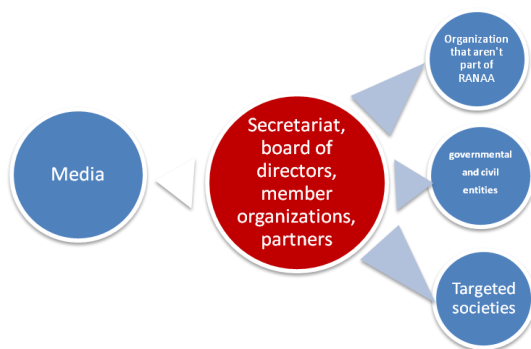 Media
Secretariat,
board of
directors,
member
organizations,
partners
Organization
that aren't
part of
RANAA
governmental
and civil
entities
Targeted
societies